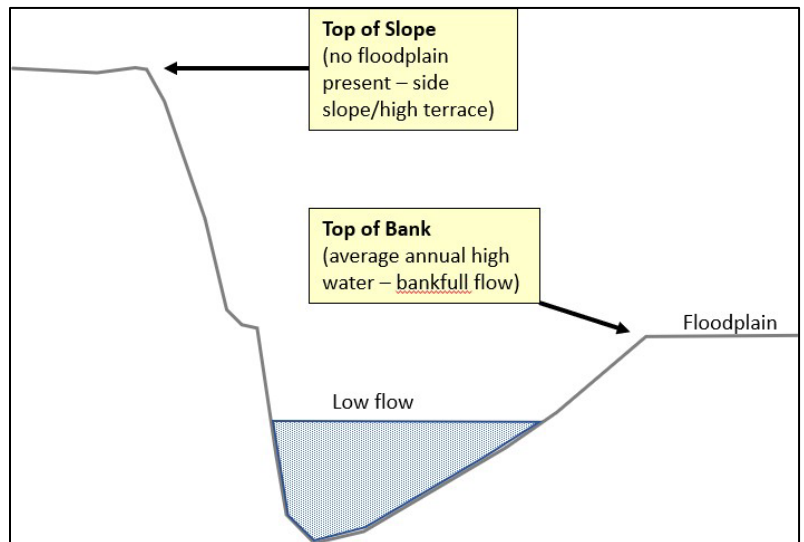 Top of Slope
(no floodplain
present – side
slope/high terrace)
Top of Bank
(average annual high
water – bankfull flow)
Floodplain
Low flow